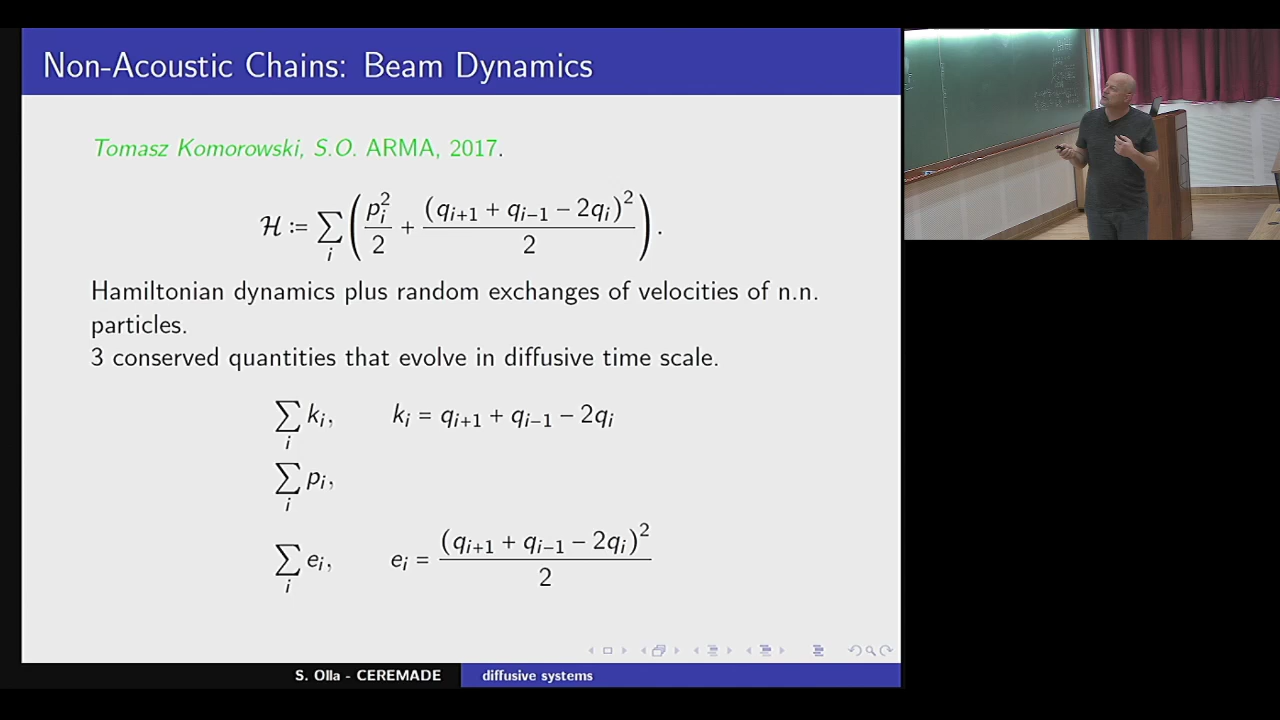 Non-Acoustic Chains: Beam Dynamics
Tomasz Komorowski, S.O. ARMA, 2017.
ℋ := ∑_i ( p_i^2 / 2 + (q_{i+1} + q_{i−1} − 2q_i)^2 / 2 ).
Hamiltonian dynamics plus random exchanges of velocities of n.n.
particles.
3 conserved quantities that evolve in diffusive time scale.
∑_i k_i, k_i = q_{i+1} + q_{i−1} − 2q_i
∑_i p_i,
∑_i e_i, e_i = (q_{i+1} + q_{i−1} − 2q_i)^2 / 2
S. Olla - CEREMADE diffusive systems